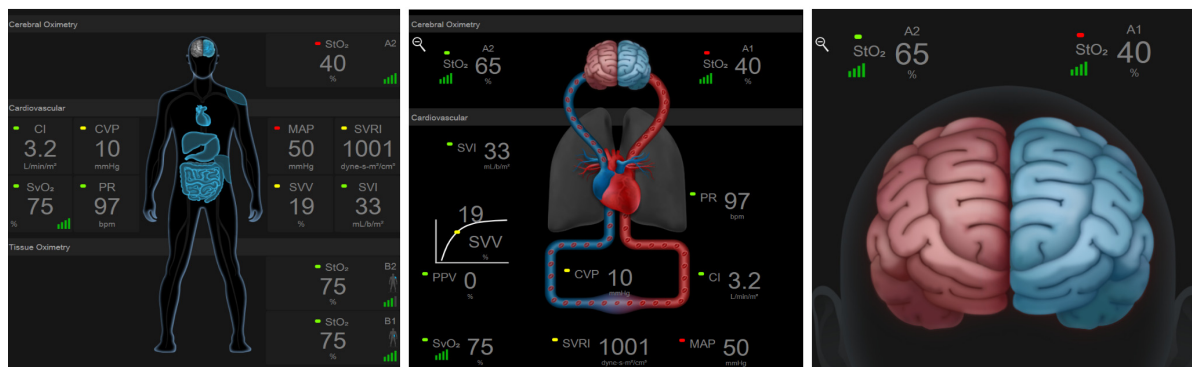 Cerebral Oximetry
StO₂ A2
40
%
Cardiovascular
CI CVP MAP SVRI
3.2 10 50 1001
L/min/m² mmHg mmHg dyne-s-m²/cm⁵
SvO₂ PR SVV SVI
75 97 19 33
% bpm % mL/b/m²
Tissue Oximetry
StO₂ B2
75
%
StO₂ B1
75
%
Cerebral Oximetry
A2 A1
StO₂ 65 StO₂ 40
% %
Cardiovascular
SVI 33
mL/b/m²
PR 97
bpm
19
SVV
%
PPV 0
%
CVP 10
mmHg
CI 3.2
L/min/m²
SvO₂ 75
%
SVRI 1001
dyne-s-m²/cm⁵
MAP 50
mmHg
A2 A1
StO₂ 65 StO₂ 40
% %